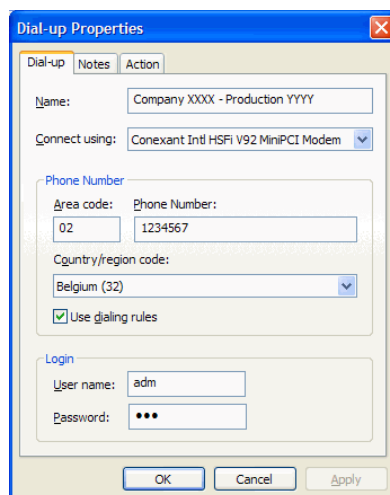 Dial-up Properties
Dial-up Notes Action
Name: Company XXXX - Production YYYY
Connect using: Conexant Intl HSFi V92 MiniPCI Modem
Phone Number
Area code: Phone Number:
02 1234567
Country/region code:
Belgium (32)
Use dialing rules
Login
User name: adm
Password: •••
OK Cancel Apply